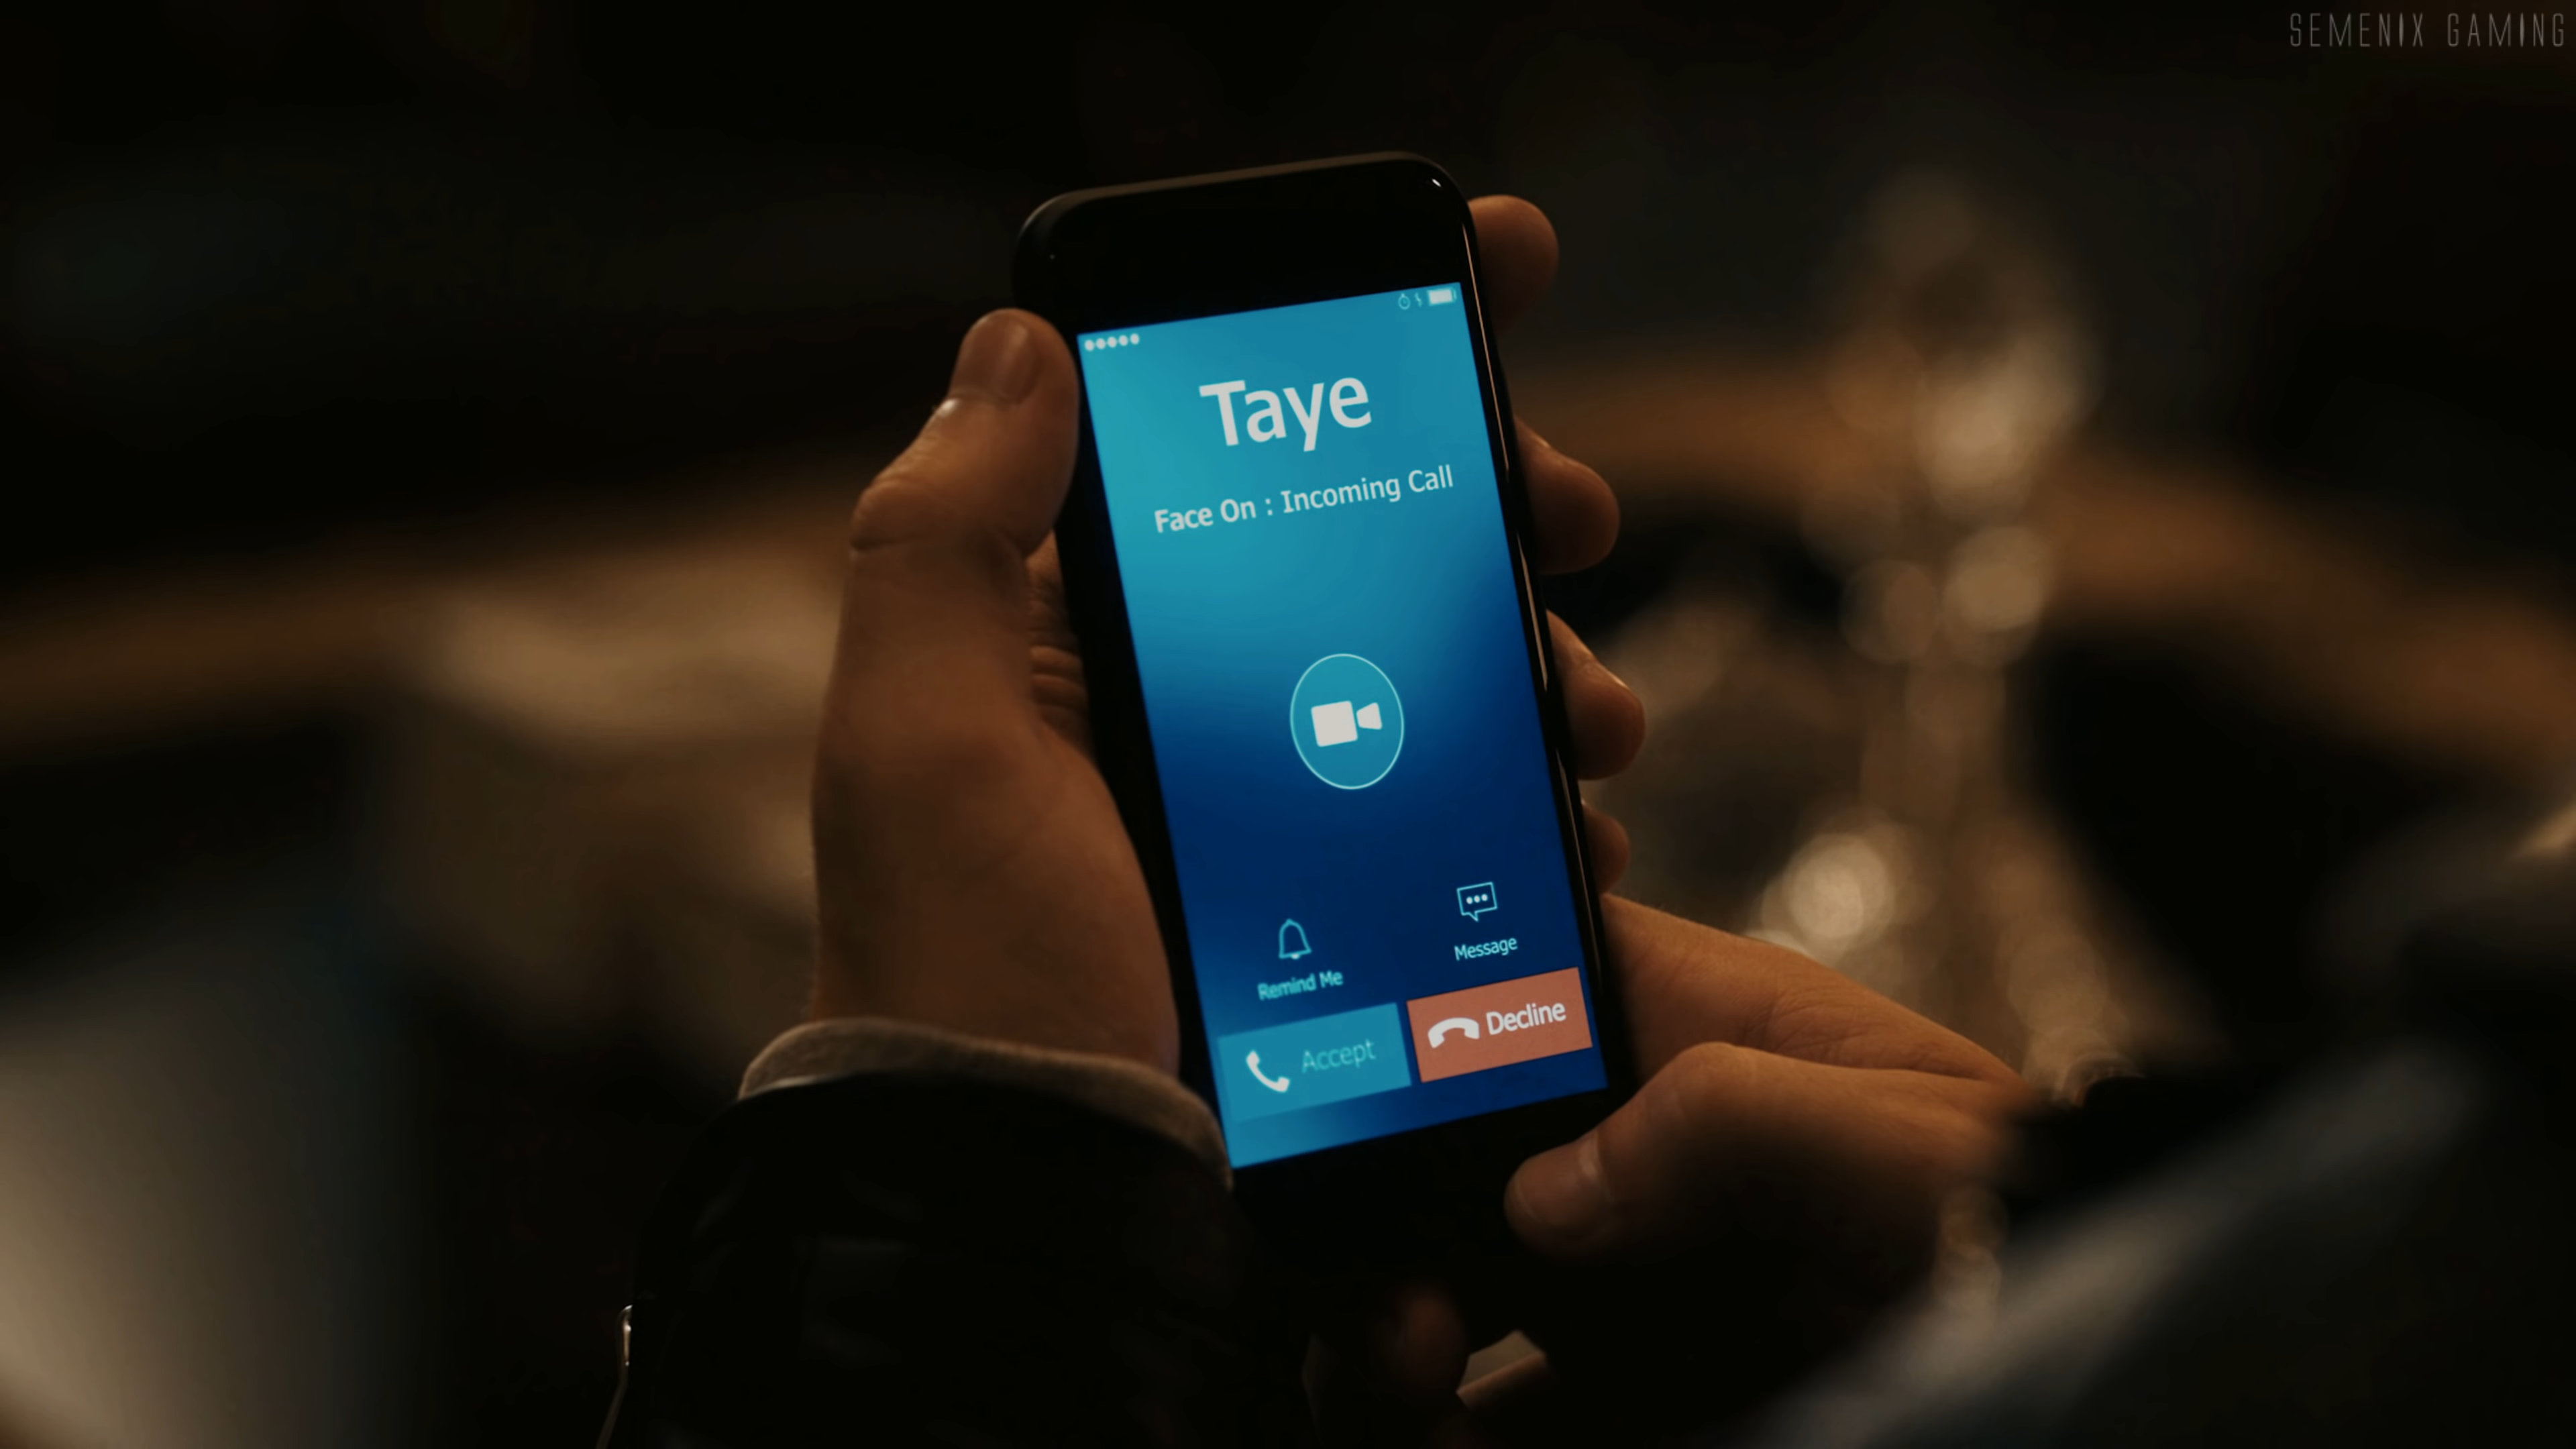 SEMENIX GAMING
Taye
Face On : Incoming Call
Remind Me
Message
Accept
Decline